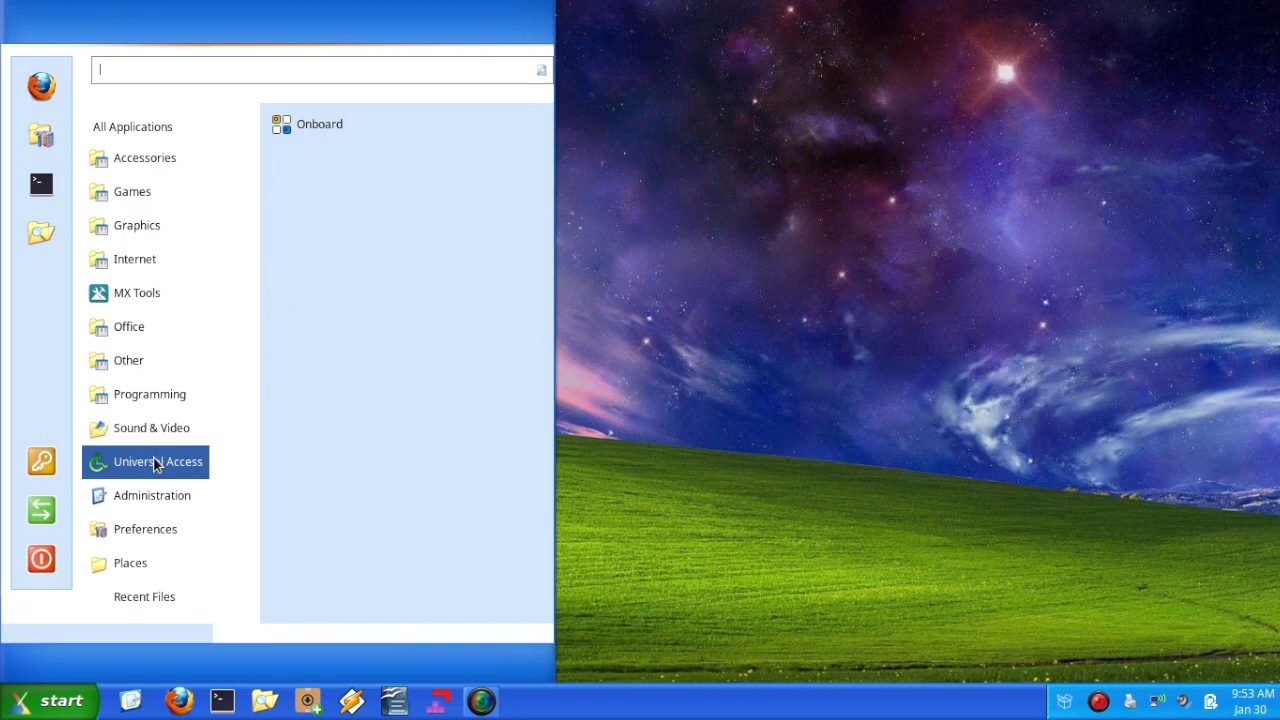 All Applications
Accessories
Games
Graphics
Internet
MX Tools
Office
Other
Programming
Sound & Video
Universal Access
Administration
Preferences
Places
Recent Files
Onboard
start
9:53 AM
Jan 30